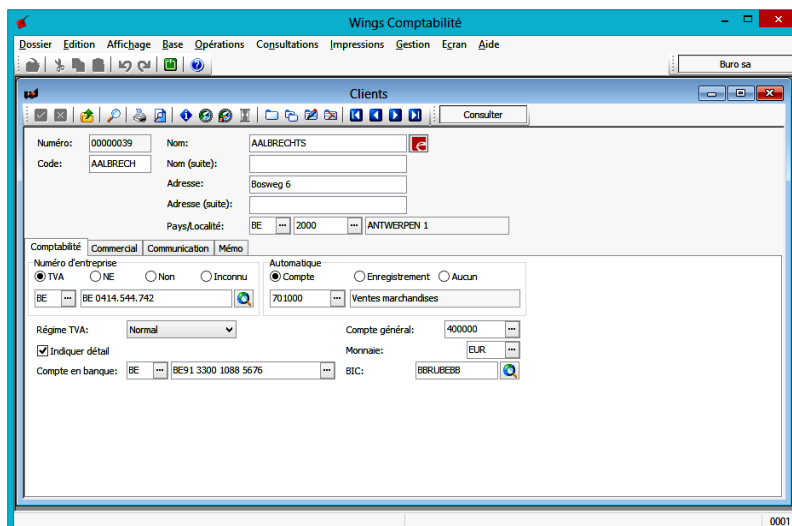 Wings Comptabilité
Dossier Edition Affichage Base Opérations Consultations Impressions Gestion Ecran Aide
Buro sa
Clients
Consulter
Numéro: 00000039 Nom: AALBRECHTS
Code: AALBRECH Nom (suite):
Adresse: Bosweg 6
Adresse (suite):
Pays/Localité: BE ... 2000 ... ANTWERPEN 1
Comptabilité Commercial Communication Mémo
Numéro d'entreprise Automatique
TVA NE Non Inconnu Compte Enregistrement Aucun
BE ... BE 0414.544.742 701000 ... Ventes marchandises
Régime TVA: Normal Compte général: 400000 ...
Indiquer détail Monnaie: EUR ...
Compte en banque: BE ... BE91 3300 1088 5676 ... BIC: BBRUBEBB
0001